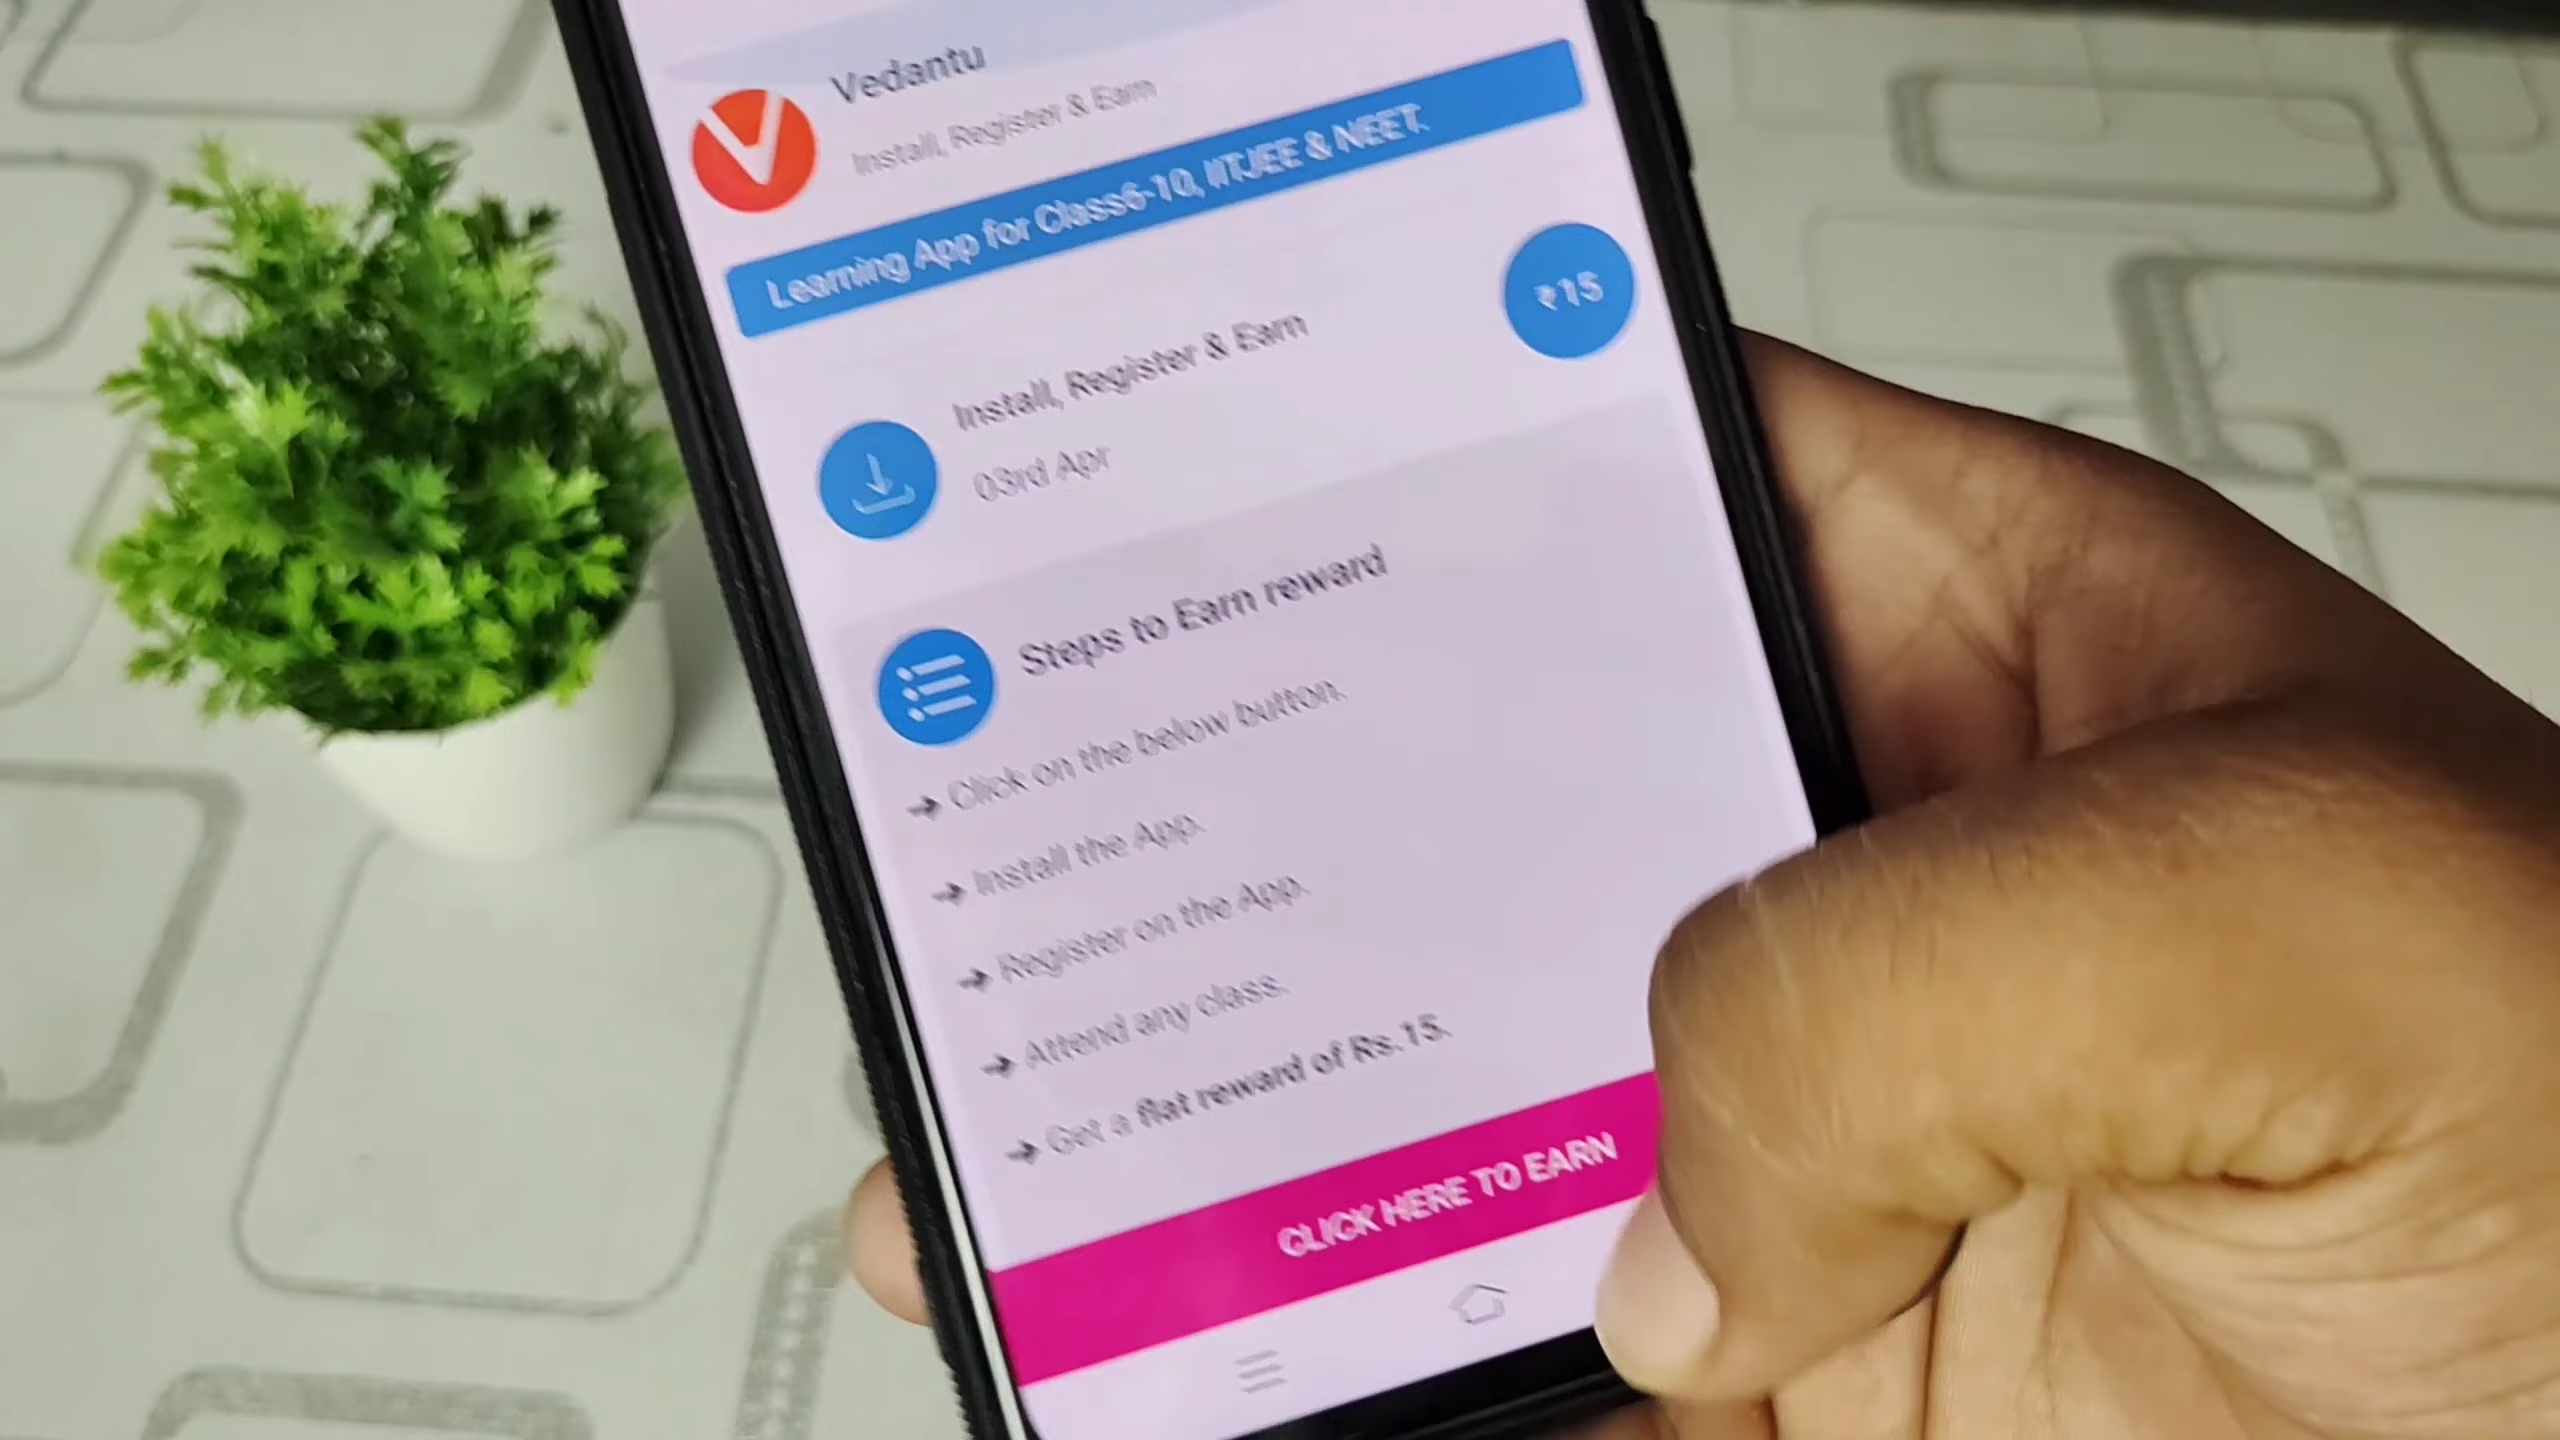 Vedantu
Install, Register & Earn
Learning App for Class6-10, IITJEE & NEET.
₹15
Install, Register & Earn
03rd Apr
Steps to Earn reward
→ Click on the below button.
→ Install the App.
→ Register on the App.
→ Attend any class.
→ Get a flat reward of Rs.15.
CLICK HERE TO EARN